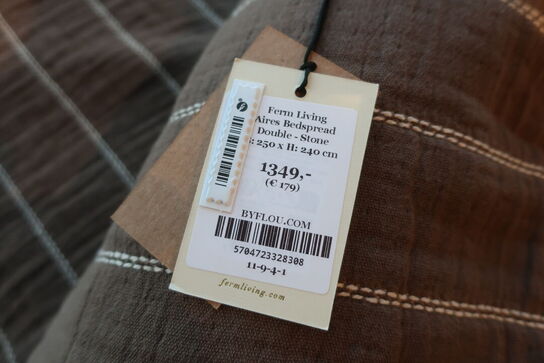 Ferm Living
Aires Bedspread
Double - Stone
: 250 x H: 240 cm
1349,-
(€ 179)
BYFLOU.COM
5704723328308
11-9-4-1
fermliving.com